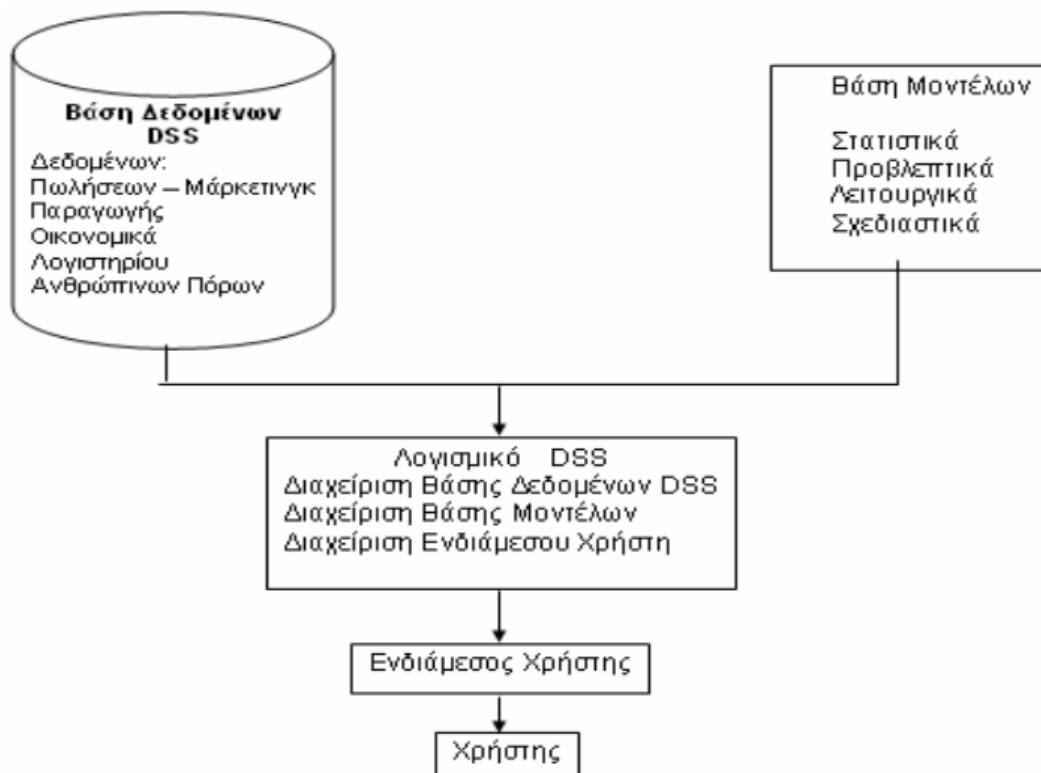 Βάση Δεδομένων
DSS
Δεδομένων:
Πωλήσεων – Μάρκετινγκ
Παραγωγής
Οικονομικά
Λογιστηρίου
Ανθρώπινων Πόρων
Βάση Μοντέλων
Στατιστικά
Προβλεπτικά
Λειτουργικά
Σχεδιαστικά
Λογισμικό DSS
Διαχείριση Βάσης Δεδομένων DSS
Διαχείριση Βάσης Μοντέλων
Διαχείριση Ενδιάμεσου Χρήστη
Ενδιάμεσος Χρήστης
Χρήστης